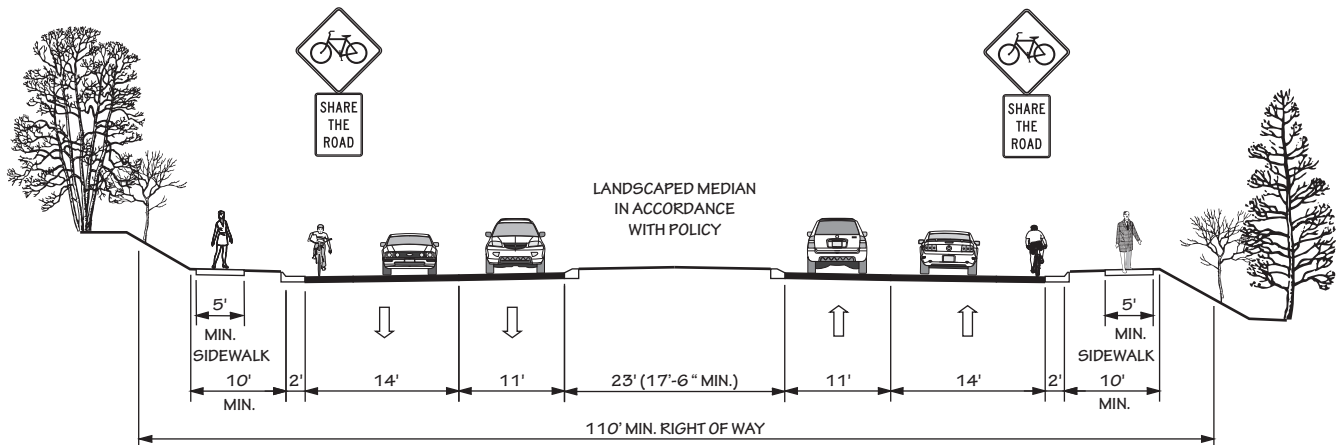 SHARE
THE
ROAD
SHARE
THE
ROAD
LANDSCAPED MEDIAN
IN ACCORDANCE
WITH POLICY
5'
MIN.
SIDEWALK
5'
MIN.
SIDEWALK
10'
MIN.
2'
14'
11'
23' (17'-6 " MIN.)
11'
14'
2'
10'
MIN.
110' MIN. RIGHT OF WAY